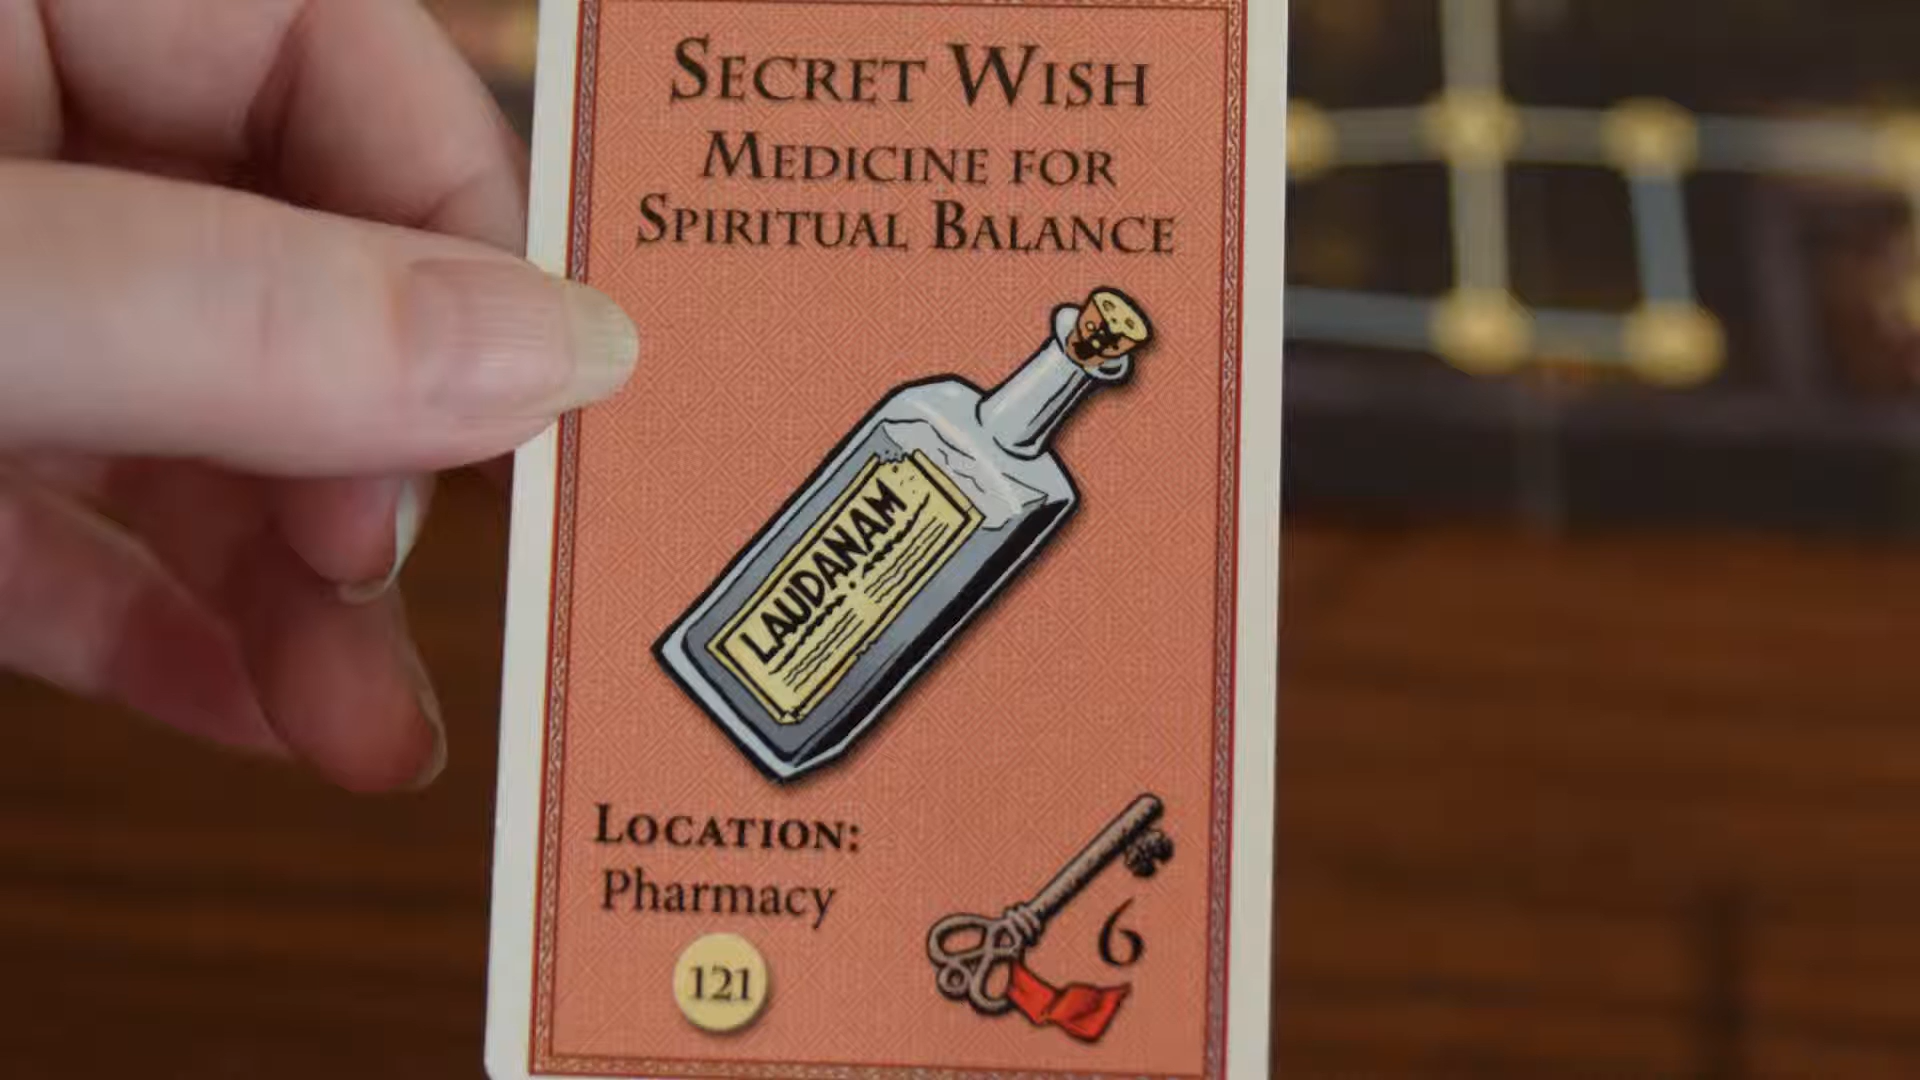 SECRET WISH
MEDICINE FOR
SPIRITUAL BALANCE
LAUDANAM
LOCATION:
Pharmacy
121
6